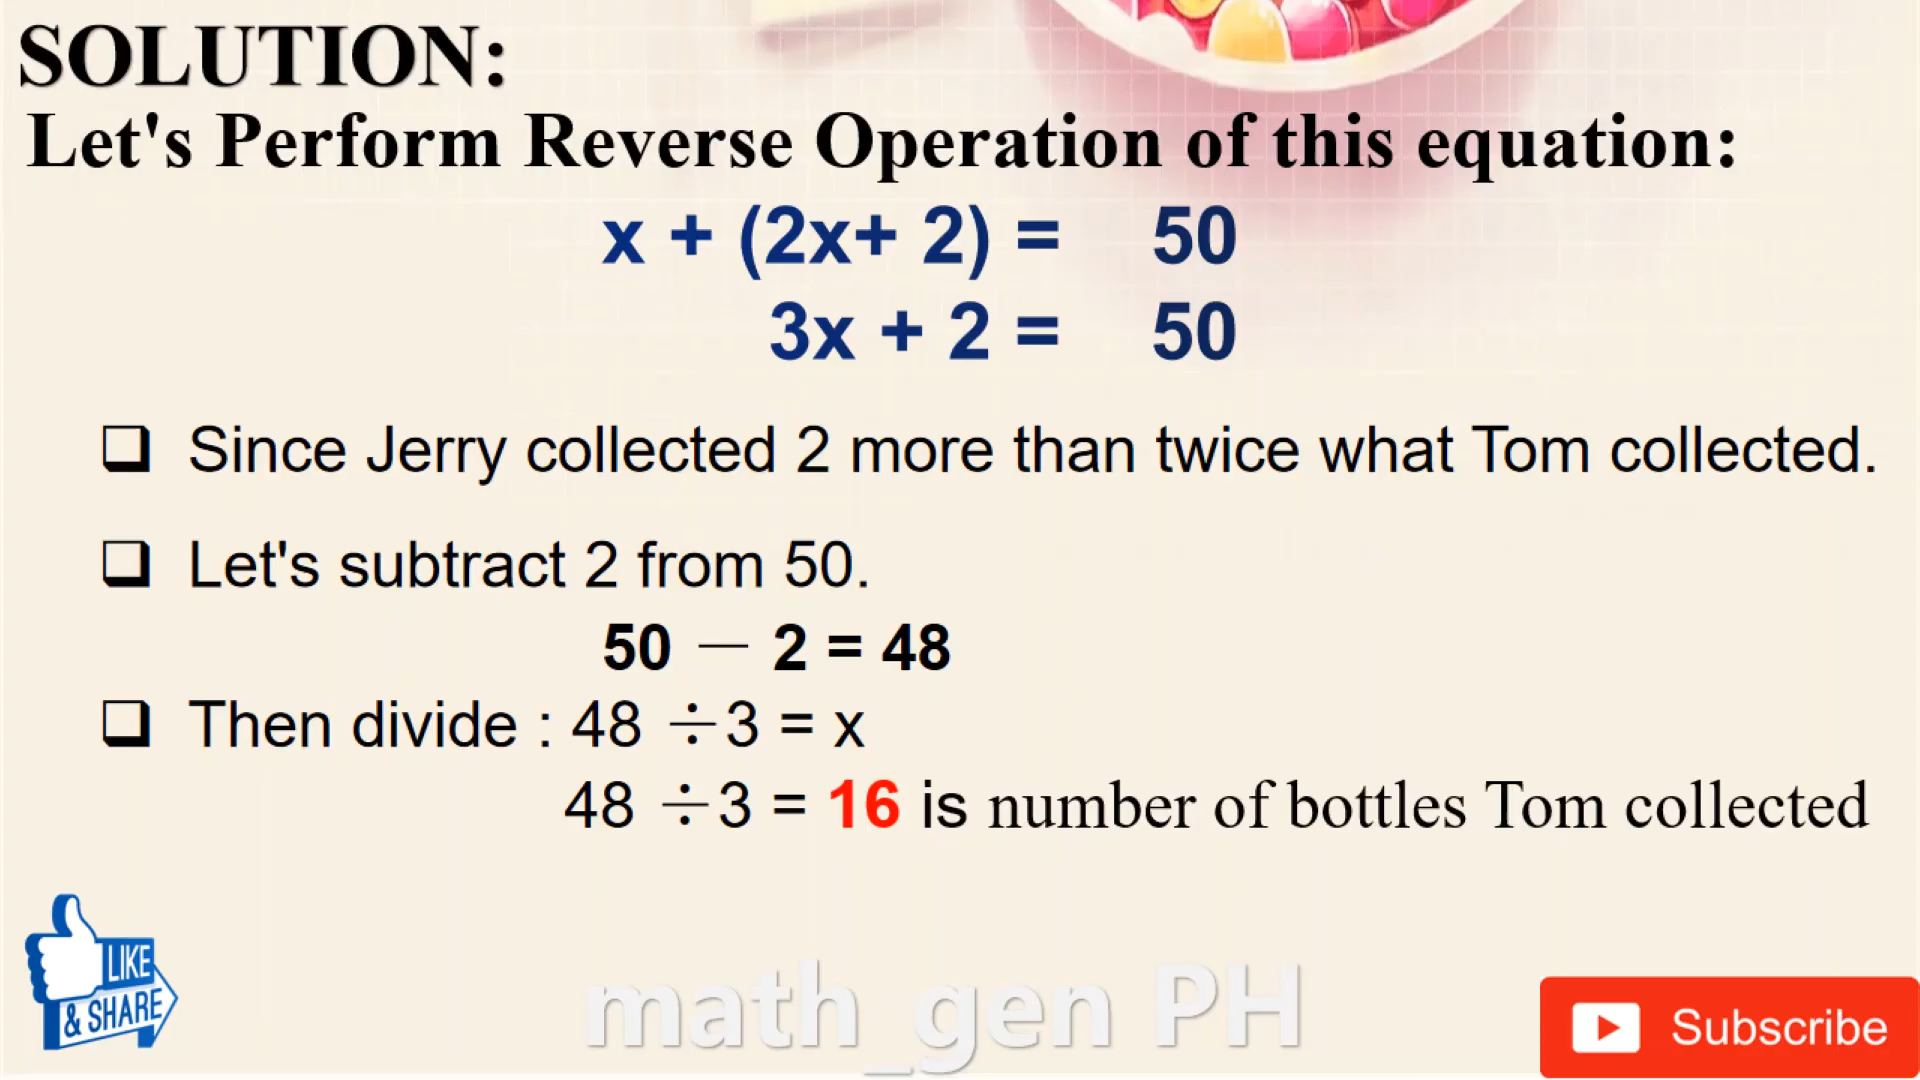 SOLUTION:
Let's Perform Reverse Operation of this equation:
x + (2x+ 2) = 50
3x + 2 = 50
❑ Since Jerry collected 2 more than twice what Tom collected.
❑ Let's subtract 2 from 50.
50 − 2 = 48
❑ Then divide : 48 ÷3 = x
48 ÷3 = 16 is number of bottles Tom collected
LIKE
& SHARE
math_gen PH
Subscribe